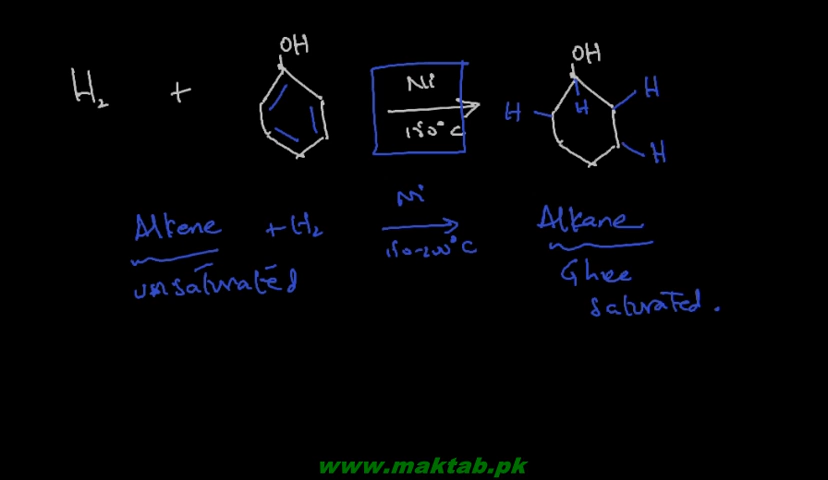 OH OH
H₂ + Ni H
150°C H H
H
Alkene + H₂ Ni Alkane
unsaturated 150-200°C Ghee
saturated.
www.maktab.pk